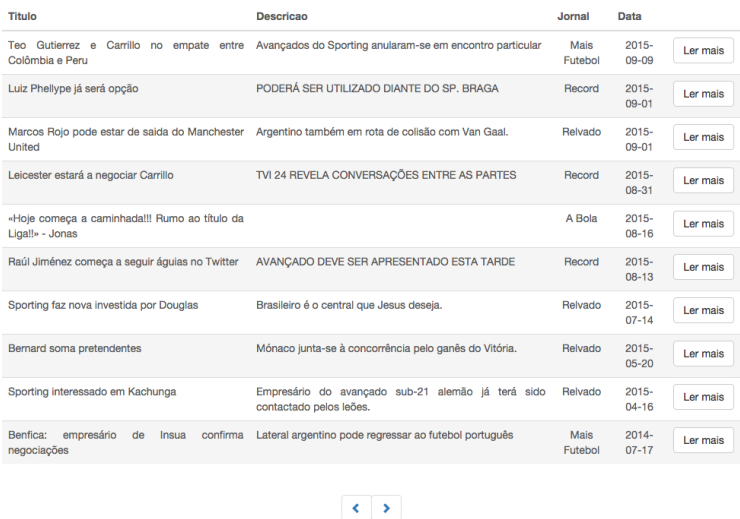 Titulo Descricao Jornal Data
Teo Gutierrez e Carrillo no empate entre Avançados do Sporting anularam-se em encontro particular Mais 2015- Ler mais
Colômbia e Peru Futebol 09-09
Luiz Phellype já será opção PODERÁ SER UTILIZADO DIANTE DO SP. BRAGA Record 2015- Ler mais
09-01
Marcos Rojo pode estar de saida do Manchester Argentino também em rota de colisão com Van Gaal. Relvado 2015- Ler mais
United 09-01
Leicester estará a negociar Carrillo TVI 24 REVELA CONVERSAÇÕES ENTRE AS PARTES Record 2015- Ler mais
08-31
«Hoje começa a caminhada!!! Rumo ao título da A Bola 2015- Ler mais
Liga!!» - Jonas 08-16
Raúl Jiménez começa a seguir águias no Twitter AVANÇADO DEVE SER APRESENTADO ESTA TARDE Record 2015- Ler mais
08-13
Sporting faz nova investida por Douglas Brasileiro é o central que Jesus deseja. Relvado 2015- Ler mais
07-14
Bernard soma pretendentes Mónaco junta-se à concorrência pelo ganês do Vitória. Relvado 2015- Ler mais
05-20
Sporting interessado em Kachunga Empresário do avançado sub-21 alemão já terá sido Relvado 2015- Ler mais
contactado pelos leões. 04-16
Benfica: empresário de Insua confirma Lateral argentino pode regressar ao futebol português Mais 2014- Ler mais
negociações Futebol 07-17